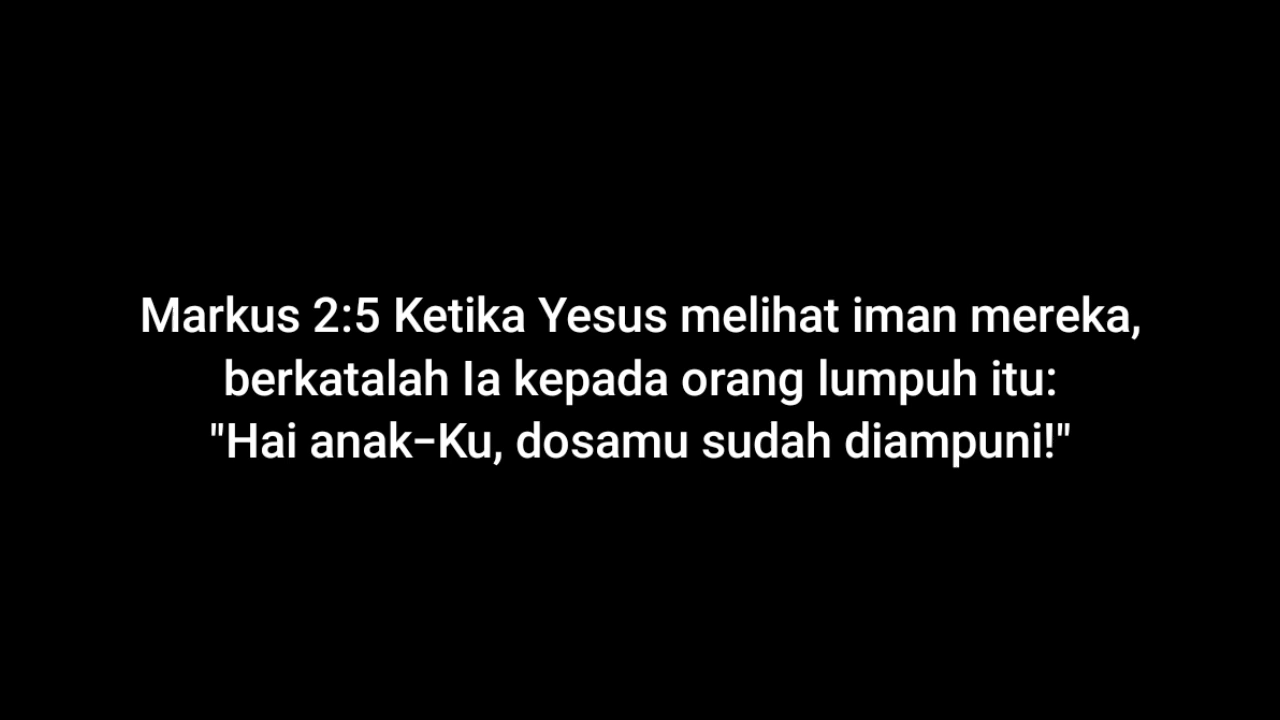 Markus 2:5 Ketika Yesus melihat iman mereka,
berkatalah Ia kepada orang lumpuh itu:
"Hai anak-Ku, dosamu sudah diampuni!"